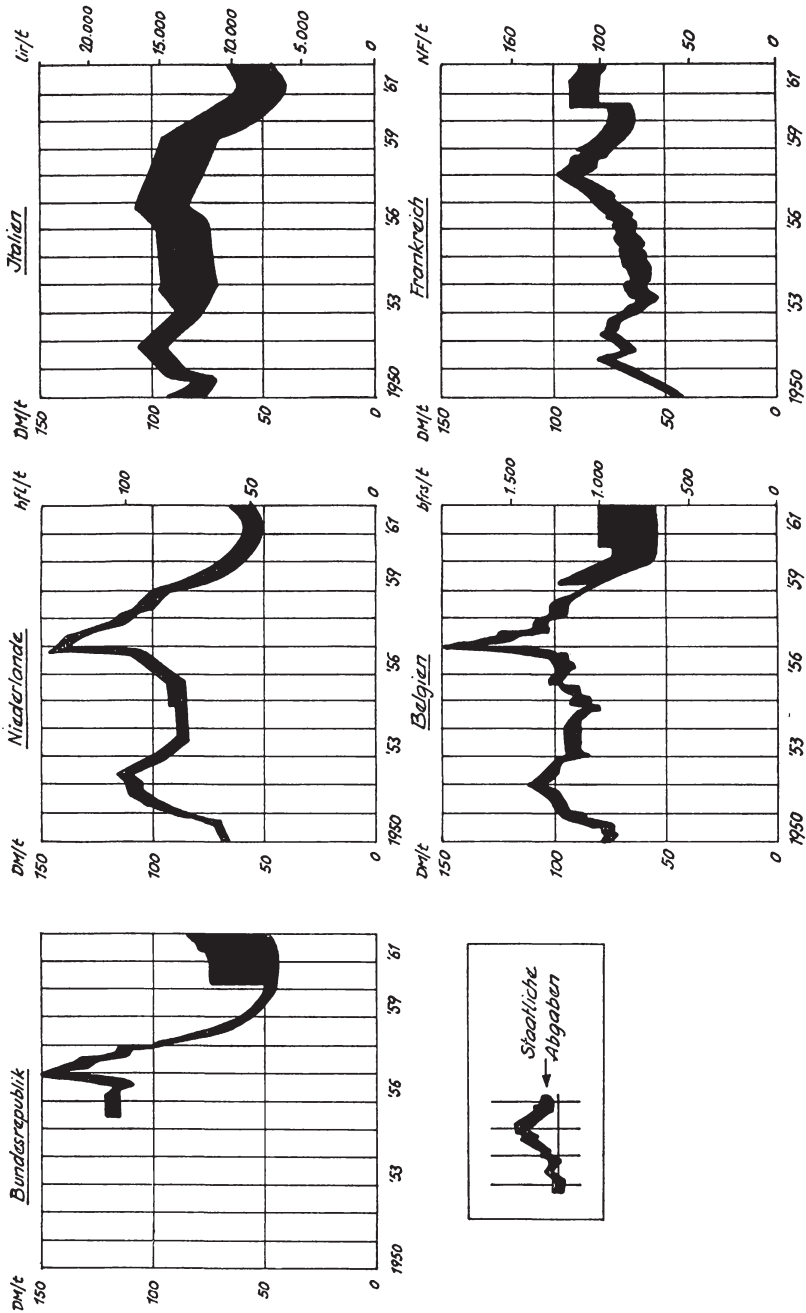 Bundesrepublik
DM/t
150
100
50
0
1950 '53 '56 '59 '61
Niederlande
DM/t hfl/t
150
100
50
0
100
50
0
1950 '53 '56 '59 '61
Italien
DM/t lir/t
150
100
50
0
20.000
15.000
10.000
5.000
0
1950 '53 '56 '59 '61
Staatliche
Abgaben
Belgien
DM/t bfrs/t
150
100
50
0
1.500
1.000
500
0
1950 '53 '56 '59 '61
Frankreich
DM/t NF/t
150
100
50
0
160
100
50
0
1950 '53 '56 '59 '61